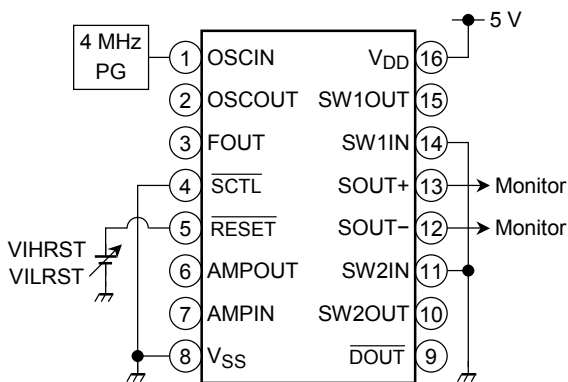 4 MHz
PG
1 OSCIN
2 OSCOUT
3 FOUT
4 SCTL
5 RESET
6 AMPOUT
7 AMPIN
8 VSS
VIHRST
VILRST
5 V
VDD 16
SW1OUT 15
SW1IN 14
SOUT+ 13 Monitor
SOUT− 12 Monitor
SW2IN 11
SW2OUT 10
DOUT 9